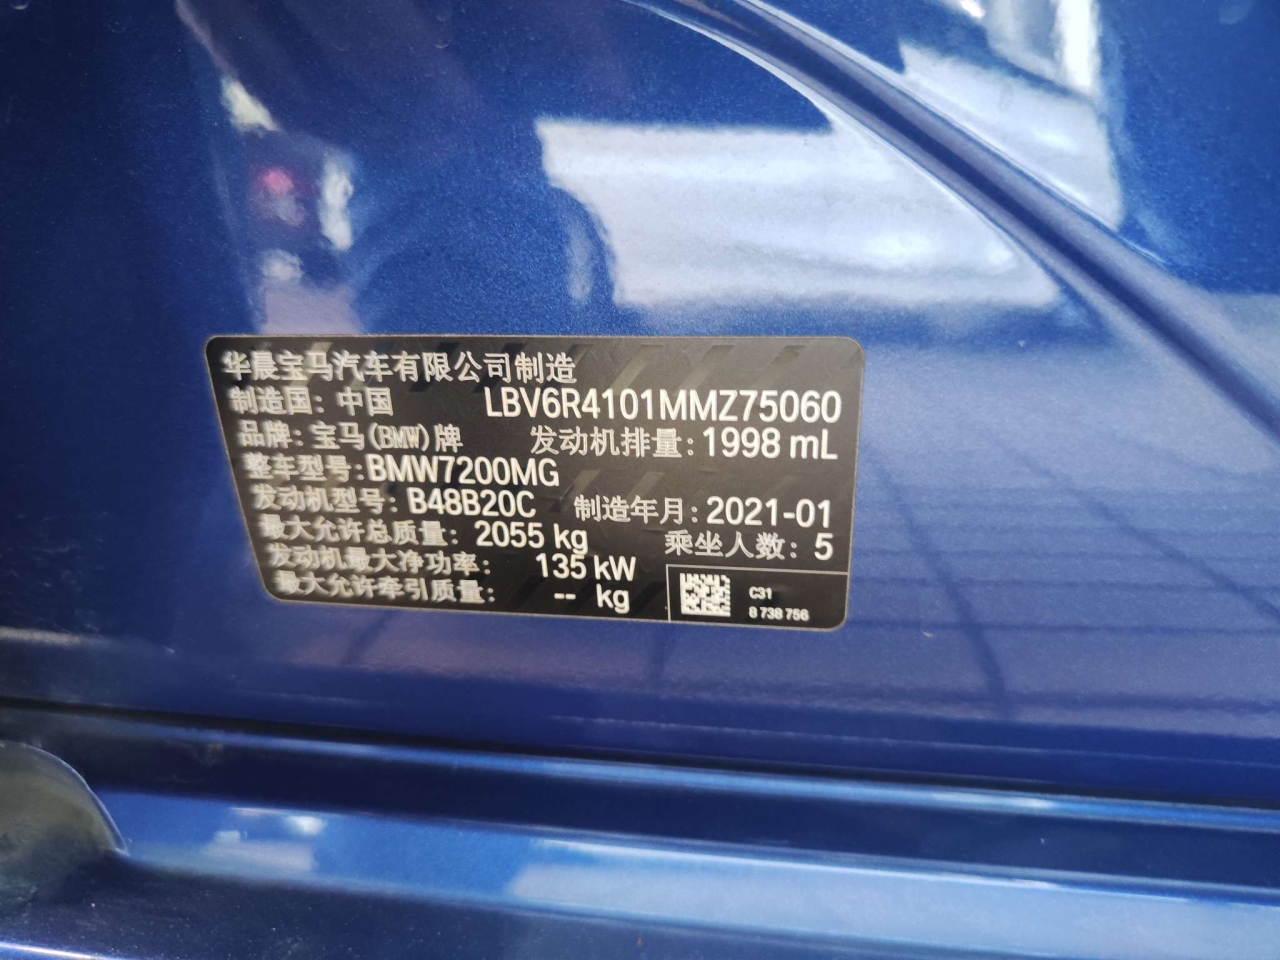 华晨宝马汽车有限公司制造
制造国: 中国 LBV6R4101MMZ75060
品牌: 宝马(BMW)牌 发动机排量: 1998 mL
整车型号: BMW7200MG
发动机型号: B48B20C 制造年月: 2021-01
最大允许总质量: 2055 kg 乘坐人数: 5
发动机最大净功率: 135 kW
最大允许牵引质量: -- kg
C31
8 738 756